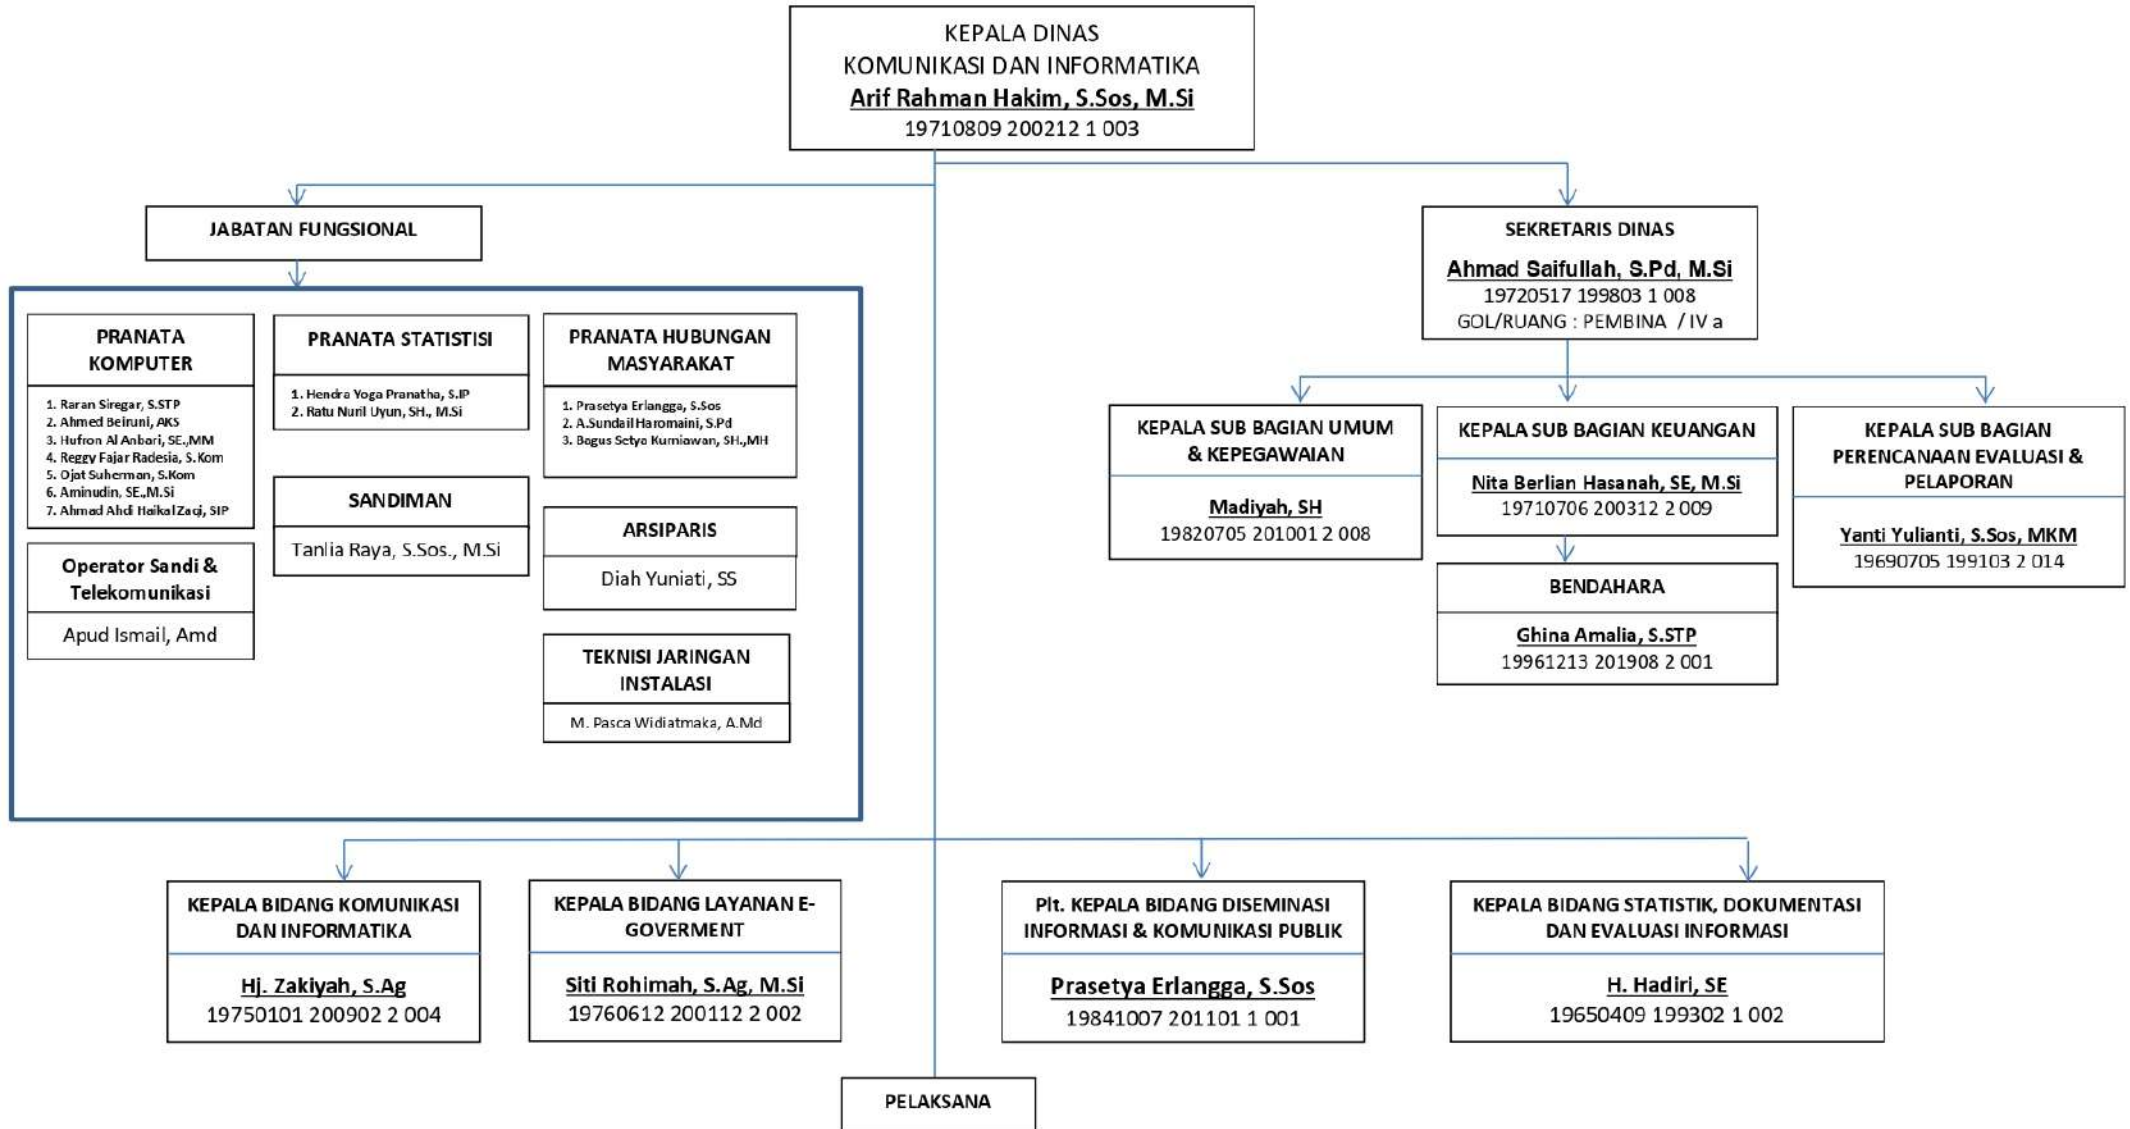 KEPALA DINAS
KOMUNIKASI DAN INFORMATIKA
Arif Rahman Hakim, S.Sos, M.Si
19710809 200212 1 003
JABATAN FUNGSIONAL
SEKRETARIS DINAS
Ahmad Saifullah, S.Pd, M.Si
19720517 199803 1 008
GOL/RUANG : PEMBINA / IV a
PRANATA
KOMPUTER
1. Raran Siregar, S.STP
2. Ahmed Beiruni, AKS
3. Hufron Al Anbari, SE.,MM
4. Reggy Fajar Radesia, S.Kom
5. Ojat Suherman, S.Kom
6. Aminudin, SE.,M.Si
7. Ahmad Ahdi Haikal Zaqi, SIP
PRANATA STATISTISI
1. Hendra Yoga Pranatha, S.IP
2. Ratu Nuril Uyun, SH., M.Si
PRANATA HUBUNGAN
MASYARAKAT
1. Prasetya Erlangga, S.Sos
2. A.Sundail Haromaini, S.Pd
3. Bagus Setya Kurniawan, SH.,MH
SANDIMAN
Tanlia Raya, S.Sos., M.Si
ARSIPARIS
Diah Yuniati, SS
Operator Sandi &
Telekomunikasi
Apud Ismail, Amd
TEKNISI JARINGAN
INSTALASI
M. Pasca Widiatmaka, A.Md
KEPALA SUB BAGIAN UMUM
& KEPEGAWAIAN
Madiyah, SH
19820705 201001 2 008
KEPALA SUB BAGIAN KEUANGAN
Nita Berlian Hasanah, SE, M.Si
19710706 200312 2 009
KEPALA SUB BAGIAN
PERENCANAAN EVALUASI &
PELAPORAN
Yanti Yulianti, S.Sos, MKM
19690705 199103 2 014
BENDAHARA
Ghina Amalia, S.STP
19961213 201908 2 001
KEPALA BIDANG KOMUNIKASI
DAN INFORMATIKA
Hj. Zakiyah, S.Ag
19750101 200902 2 004
KEPALA BIDANG LAYANAN E-
GOVERMENT
Siti Rohimah, S.Ag, M.Si
19760612 200112 2 002
Plt. KEPALA BIDANG DISEMINASI
INFORMASI & KOMUNIKASI PUBLIK
Prasetya Erlangga, S.Sos
19841007 201101 1 001
KEPALA BIDANG STATISTIK, DOKUMENTASI
DAN EVALUASI INFORMASI
H. Hadiri, SE
19650409 199302 1 002
PELAKSANA